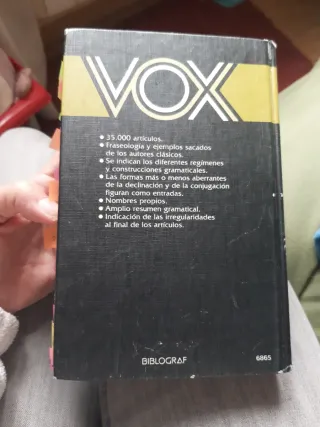 VOX
• 35.000 artículos.
• Fraseología y ejemplos sacados
de los autores clásicos.
• Se indican los diferentes regímenes
y construcciones gramaticales.
• Las formas más o menos aberrantes
de la declinación y de la conjugación
figuran como entradas.
• Nombres propios.
• Amplio resumen gramatical.
• Indicación de las irregularidades
al final de los artículos.
BIBLOGRAF
6865